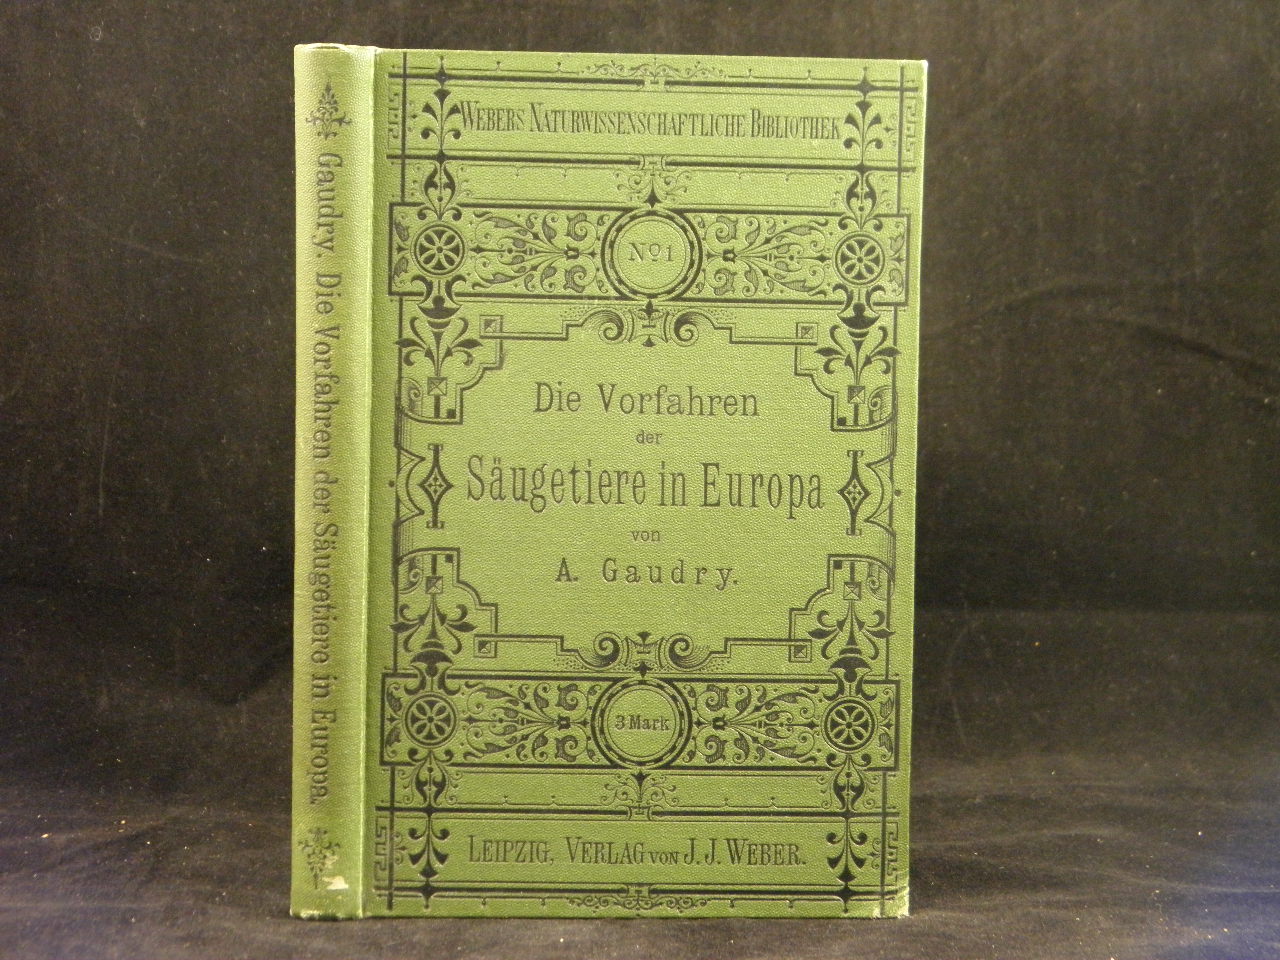 Gaudry. Die Vorfahren der Säugetiere in Europa.
WEBERS NATURWISSENSCHAFTLICHE BIBLIOTHEK
No 1
Die Vorfahren
der
Säugetiere in Europa
von
A. Gaudry.
3 Mark
LEIPZIG, VERLAG VON J. J. WEBER.